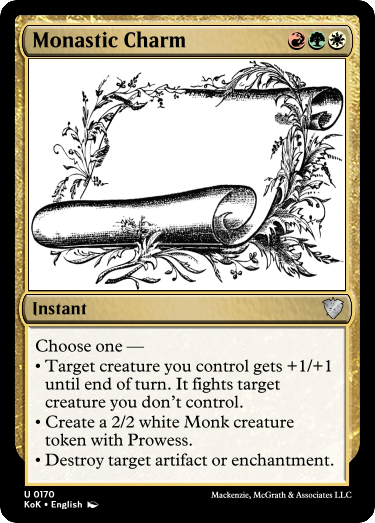 Monastic Charm
Instant
Choose one —
• Target creature you control gets +1/+1
until end of turn. It fights target
creature you don't control.
• Create a 2/2 white Monk creature
token with Prowess.
• Destroy target artifact or enchantment.
U 0170
KoK • English
Mackenzie, McGrath & Associates LLC